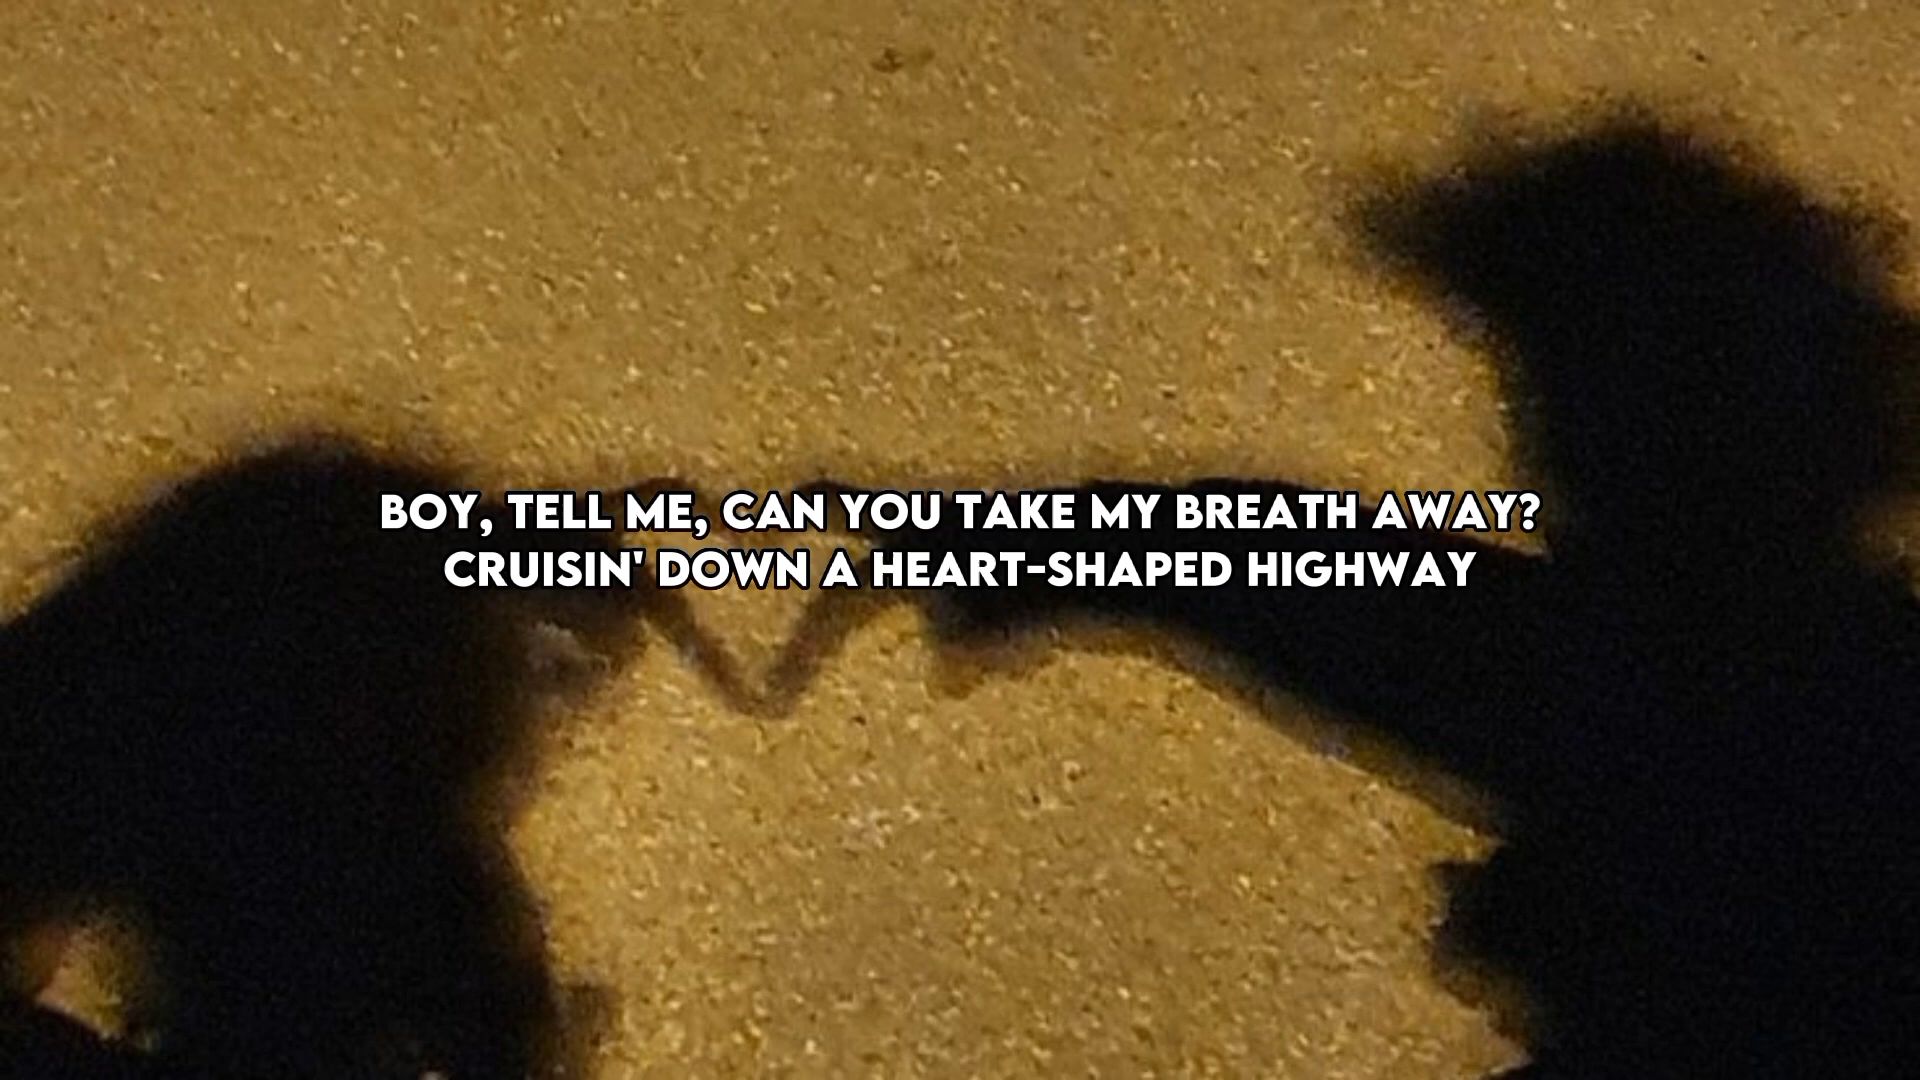 BOY, TELL ME, CAN YOU TAKE MY BREATH AWAY?
CRUISIN' DOWN A HEART-SHAPED HIGHWAY